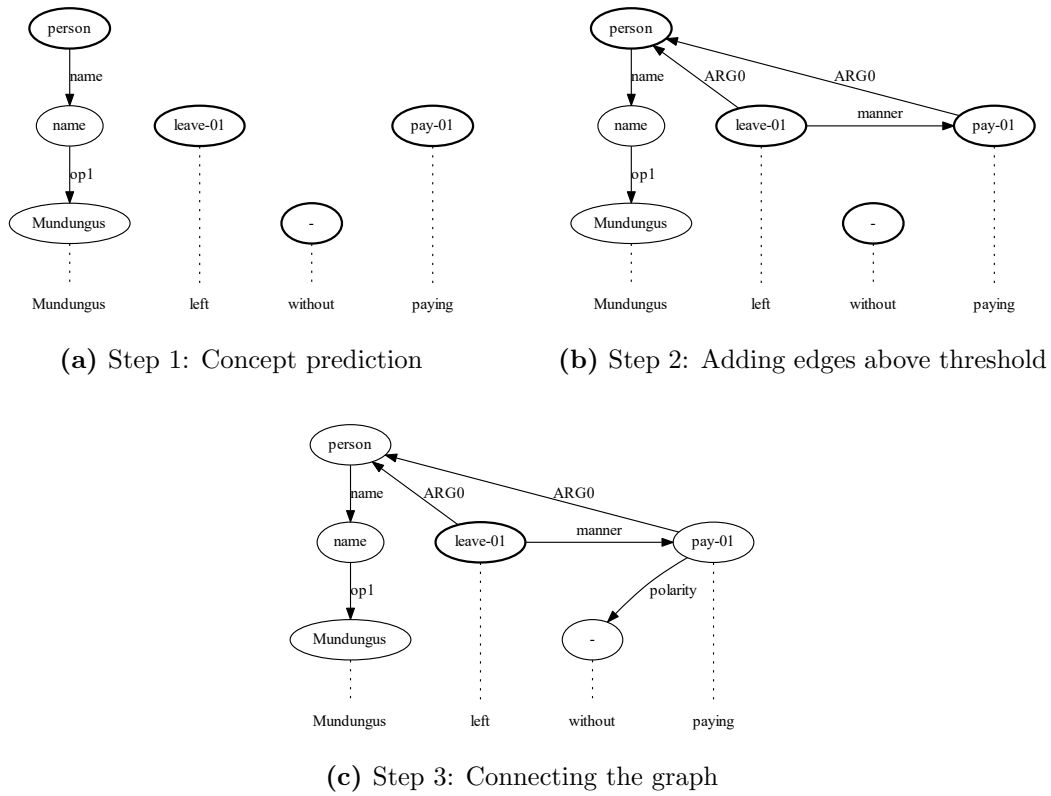 person
name
name
leave-01
pay-01
op1
Mundungus
-
Mundungus left without paying
(a) Step 1: Concept prediction
person
name
ARG0
ARG0
name
leave-01
manner
pay-01
op1
Mundungus
-
Mundungus left without paying
(b) Step 2: Adding edges above threshold
person
name
ARG0
ARG0
name
leave-01
manner
pay-01
op1
polarity
Mundungus
-
Mundungus left without paying
(c) Step 3: Connecting the graph